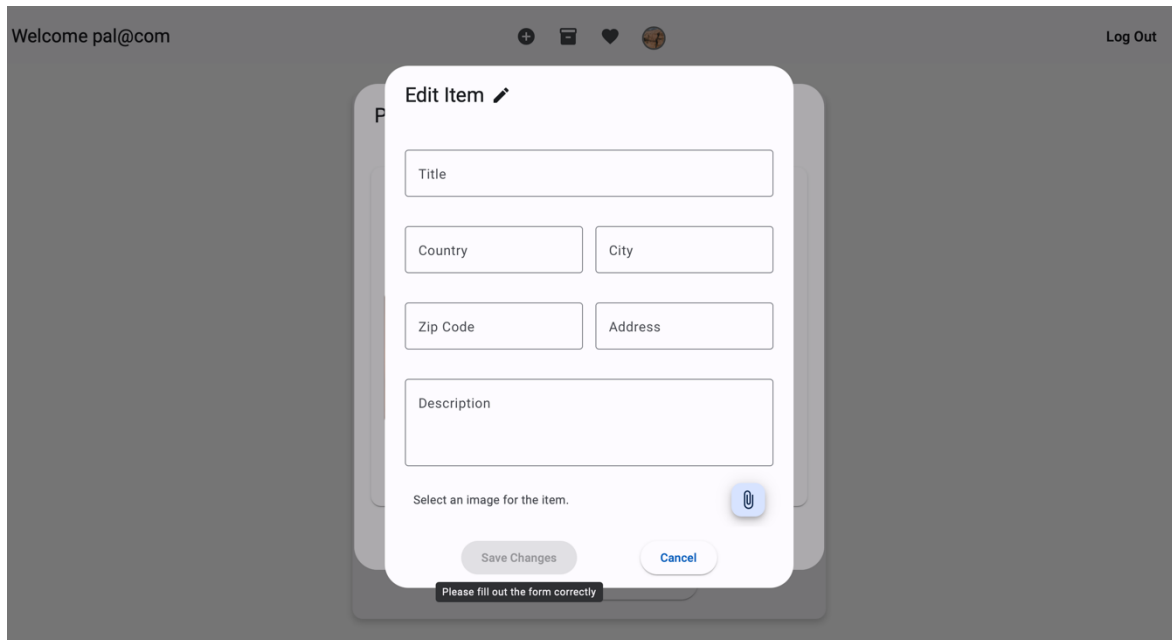 Welcome pal@com
Log Out
P
Edit Item
Title
Country
City
Zip Code
Address
Description
Select an image for the item.
Save Changes
Cancel
Please fill out the form correctly